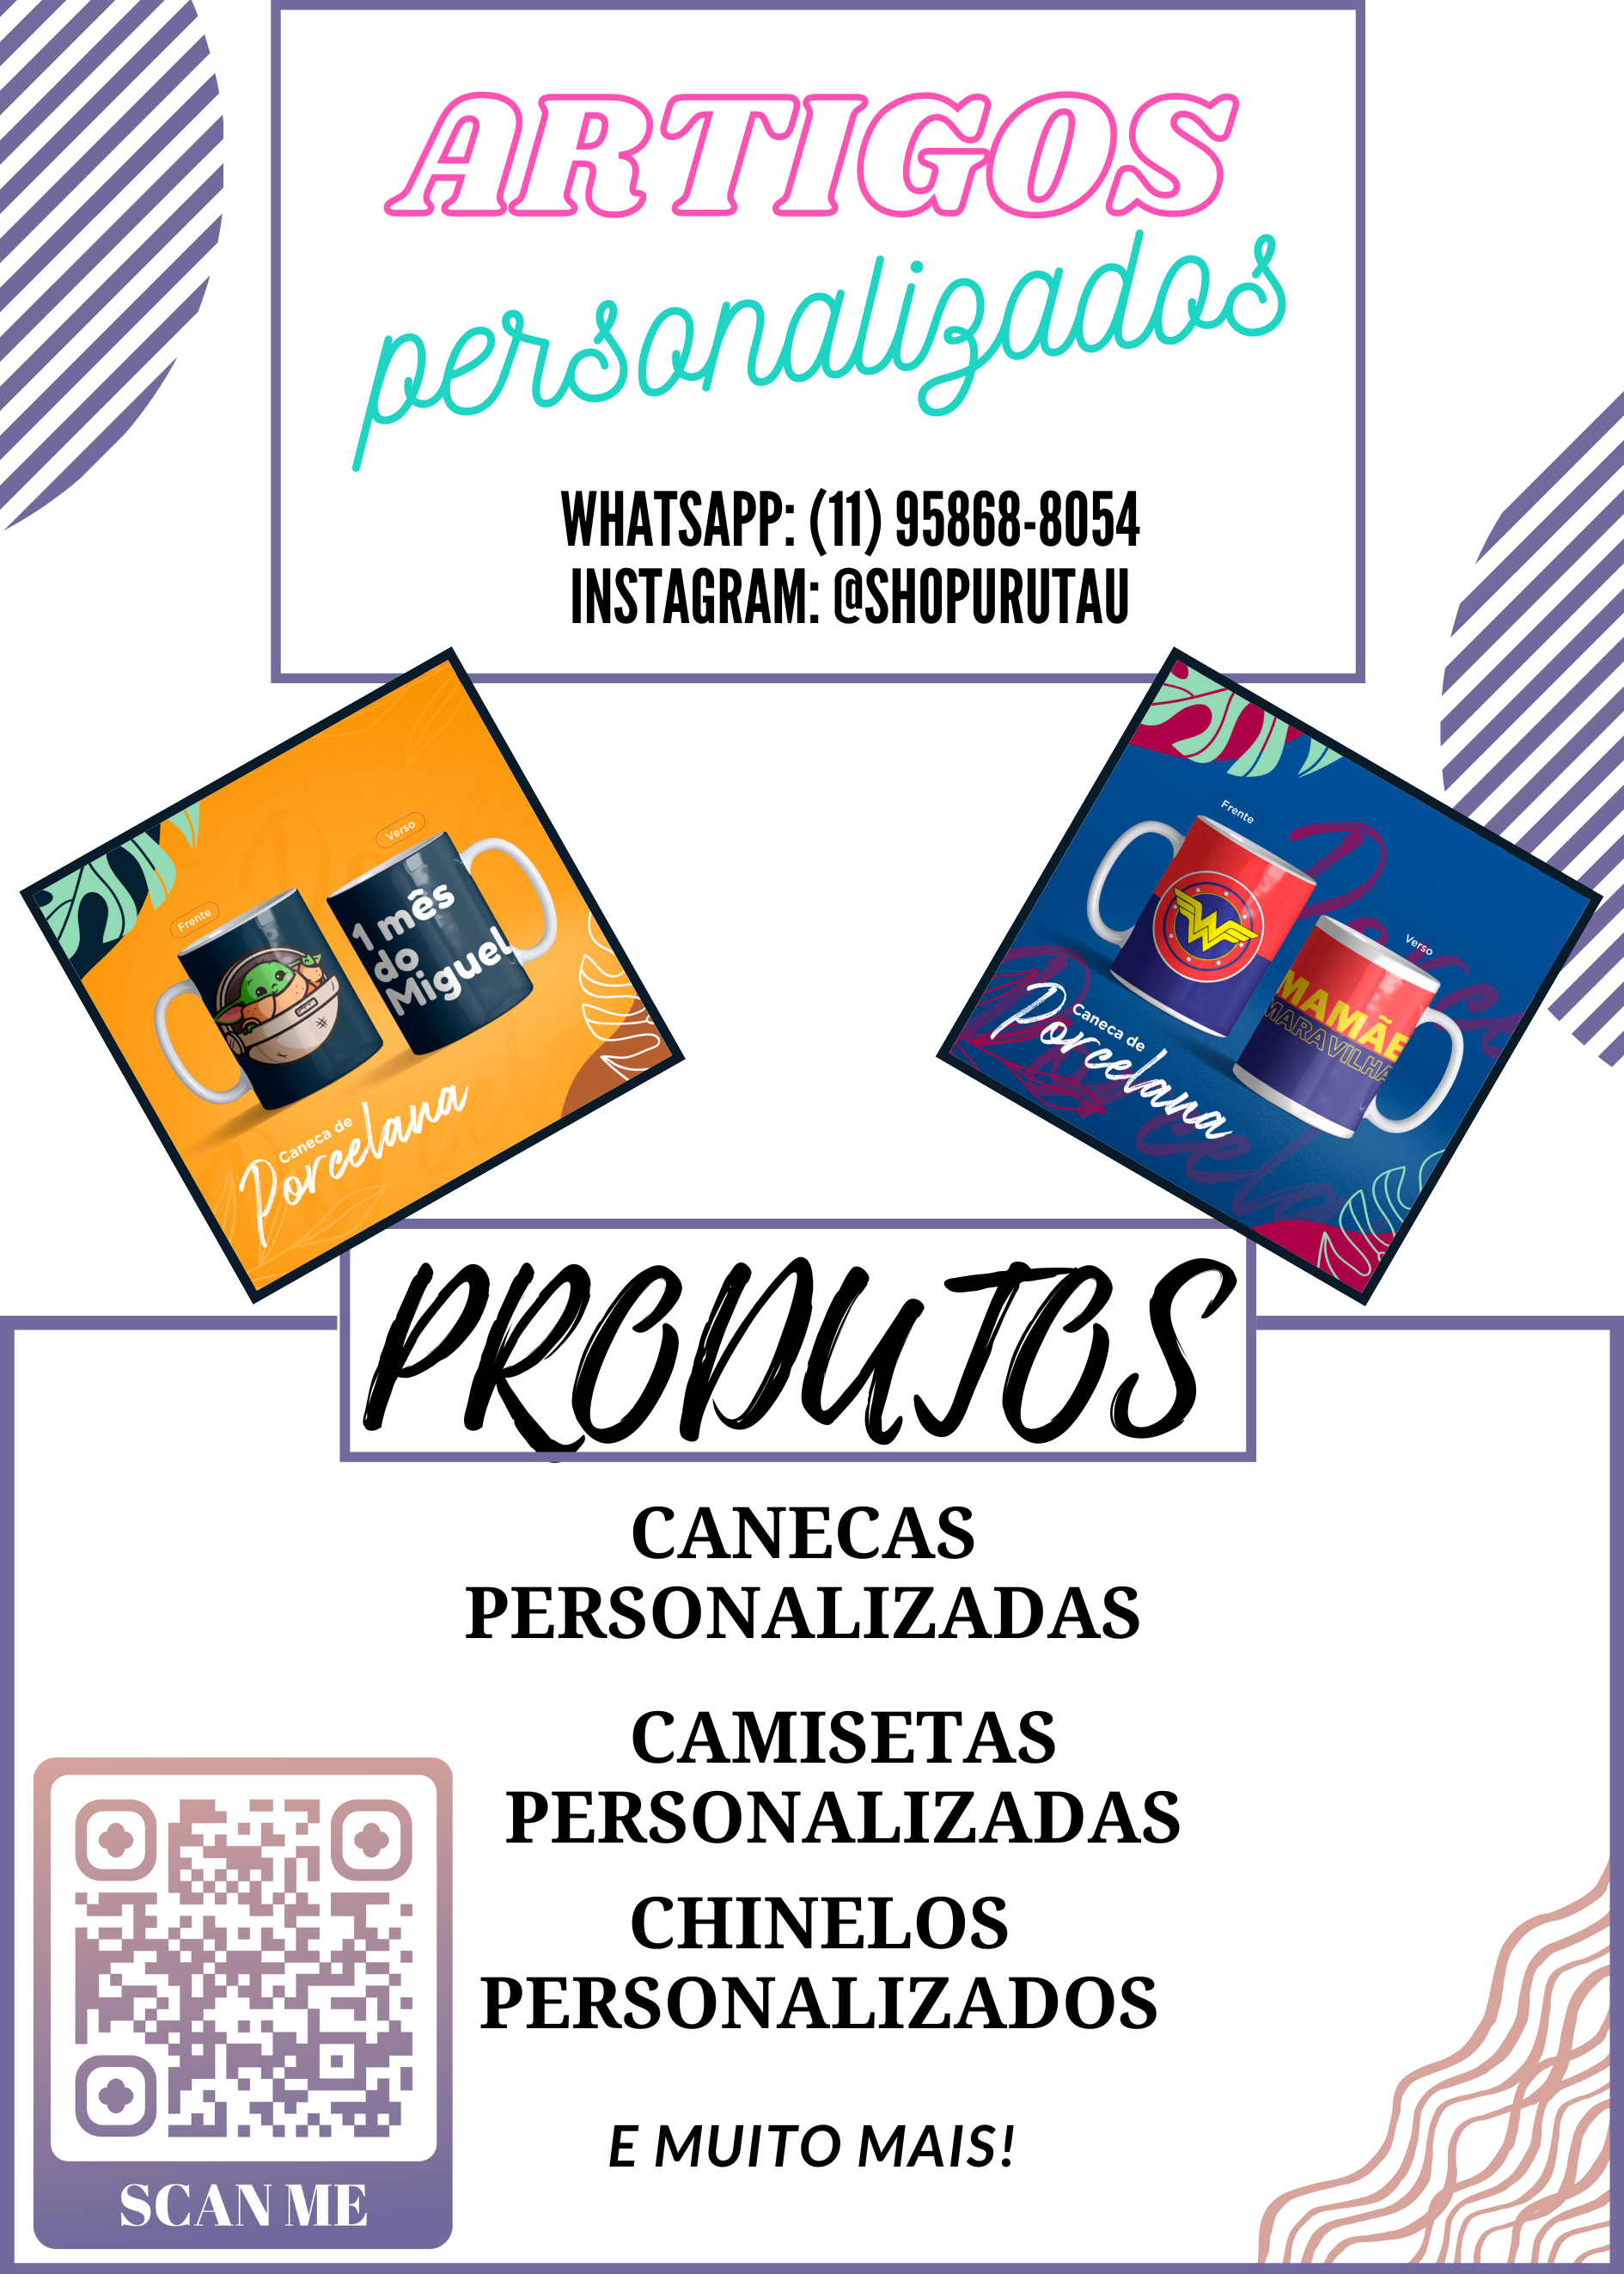 ARTIGOS
personalizados
WHATSAPP: (11) 95868-8054
INSTAGRAM: @SHOPURUTAU
Frente
Verso
1 mês
do
Miguel
Caneca de
Porcelana
Frente
Verso
W
MAMÃE
MARAVILHA
Caneca de
Porcelana
PRODUTOS
CANECAS
PERSONALIZADAS
CAMISETAS
PERSONALIZADAS
CHINELOS
PERSONALIZADOS
E MUITO MAIS!
SCAN ME